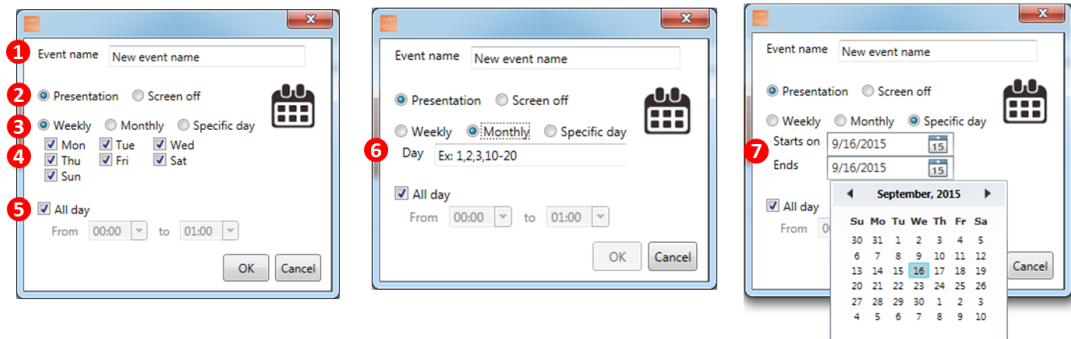 1 Event name New event name
2 Presentation Screen off
3 Weekly Monthly Specific day
4 Mon Tue Wed
Thu Fri Sat
Sun
5 All day
From 00:00 to 01:00
OK Cancel
Event name New event name
Presentation Screen off
Weekly Monthly Specific day
6 Day Ex: 1,2,3,10-20
All day
From 00:00 to 01:00
OK Cancel
Event name New event name
Presentation Screen off
Weekly Monthly Specific day
7 Starts on 9/16/2015 15
Ends 9/16/2015 15
September, 2015
All day
From 0
Su Mo Tu We Th Fr Sa
30 31 1 2 3 4 5
6 7 8 9 10 11 12
13 14 15 16 17 18 19
20 21 22 23 24 25 26
27 28 29 30 1 2 3
4 5 6 7 8 9 10
Cancel